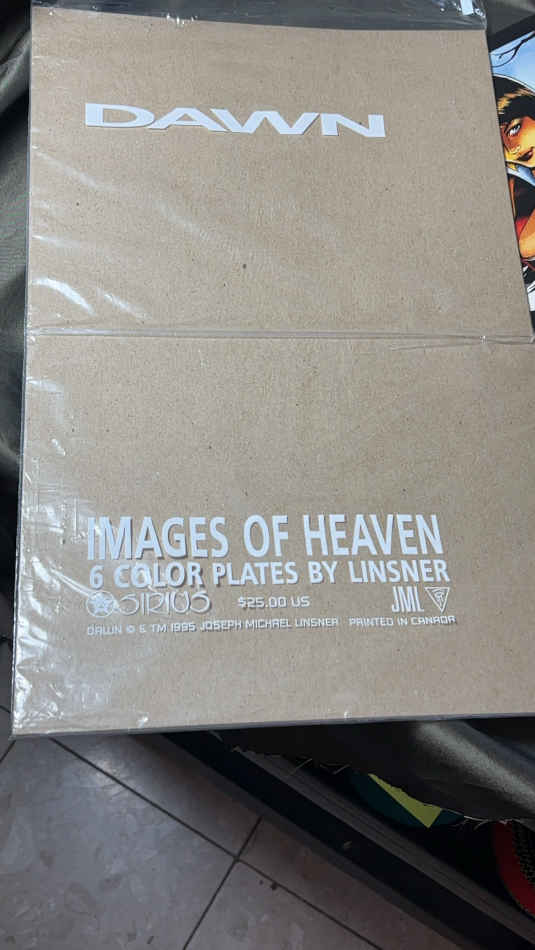 DAWN
IMAGES OF HEAVEN
6 COLOR PLATES BY LINSNER
SIRIUS $25.00 US JML
DAWN © & TM 1995 JOSEPH MICHAEL LINSNER PRINTED IN CANADA